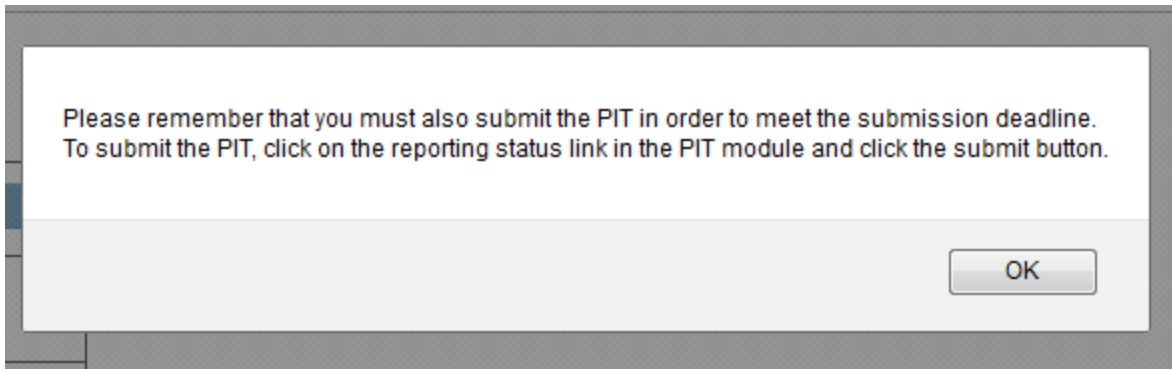 Please remember that you must also submit the PIT in order to meet the submission deadline.
To submit the PIT, click on the reporting status link in the PIT module and click the submit button.
OK